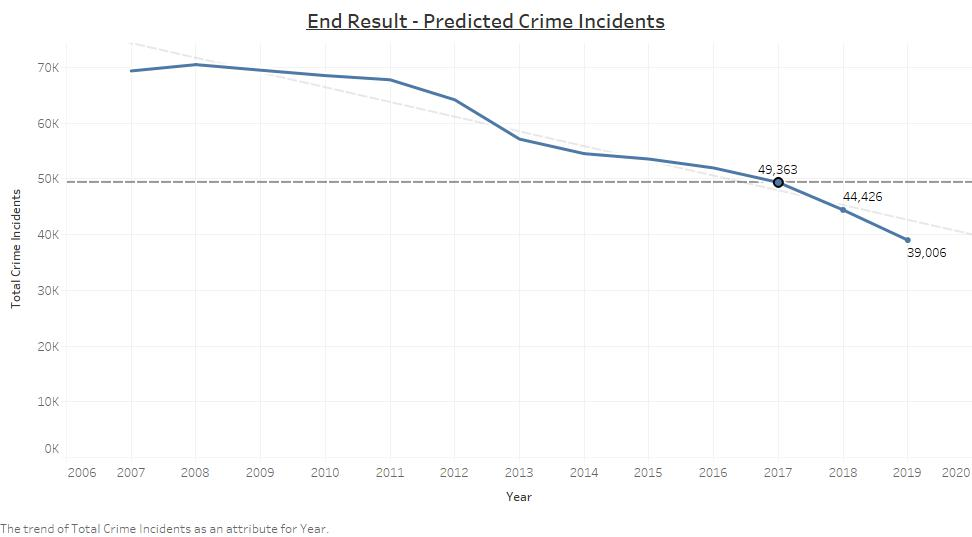 End Result - Predicted Crime Incidents
70K
60K
50K
40K
30K
20K
10K
0K
Total Crime Incidents
49,363
44,426
39,006
2006 2007 2008 2009 2010 2011 2012 2013 2014 2015 2016 2017 2018 2019 2020
Year
The trend of Total Crime Incidents as an attribute for Year.